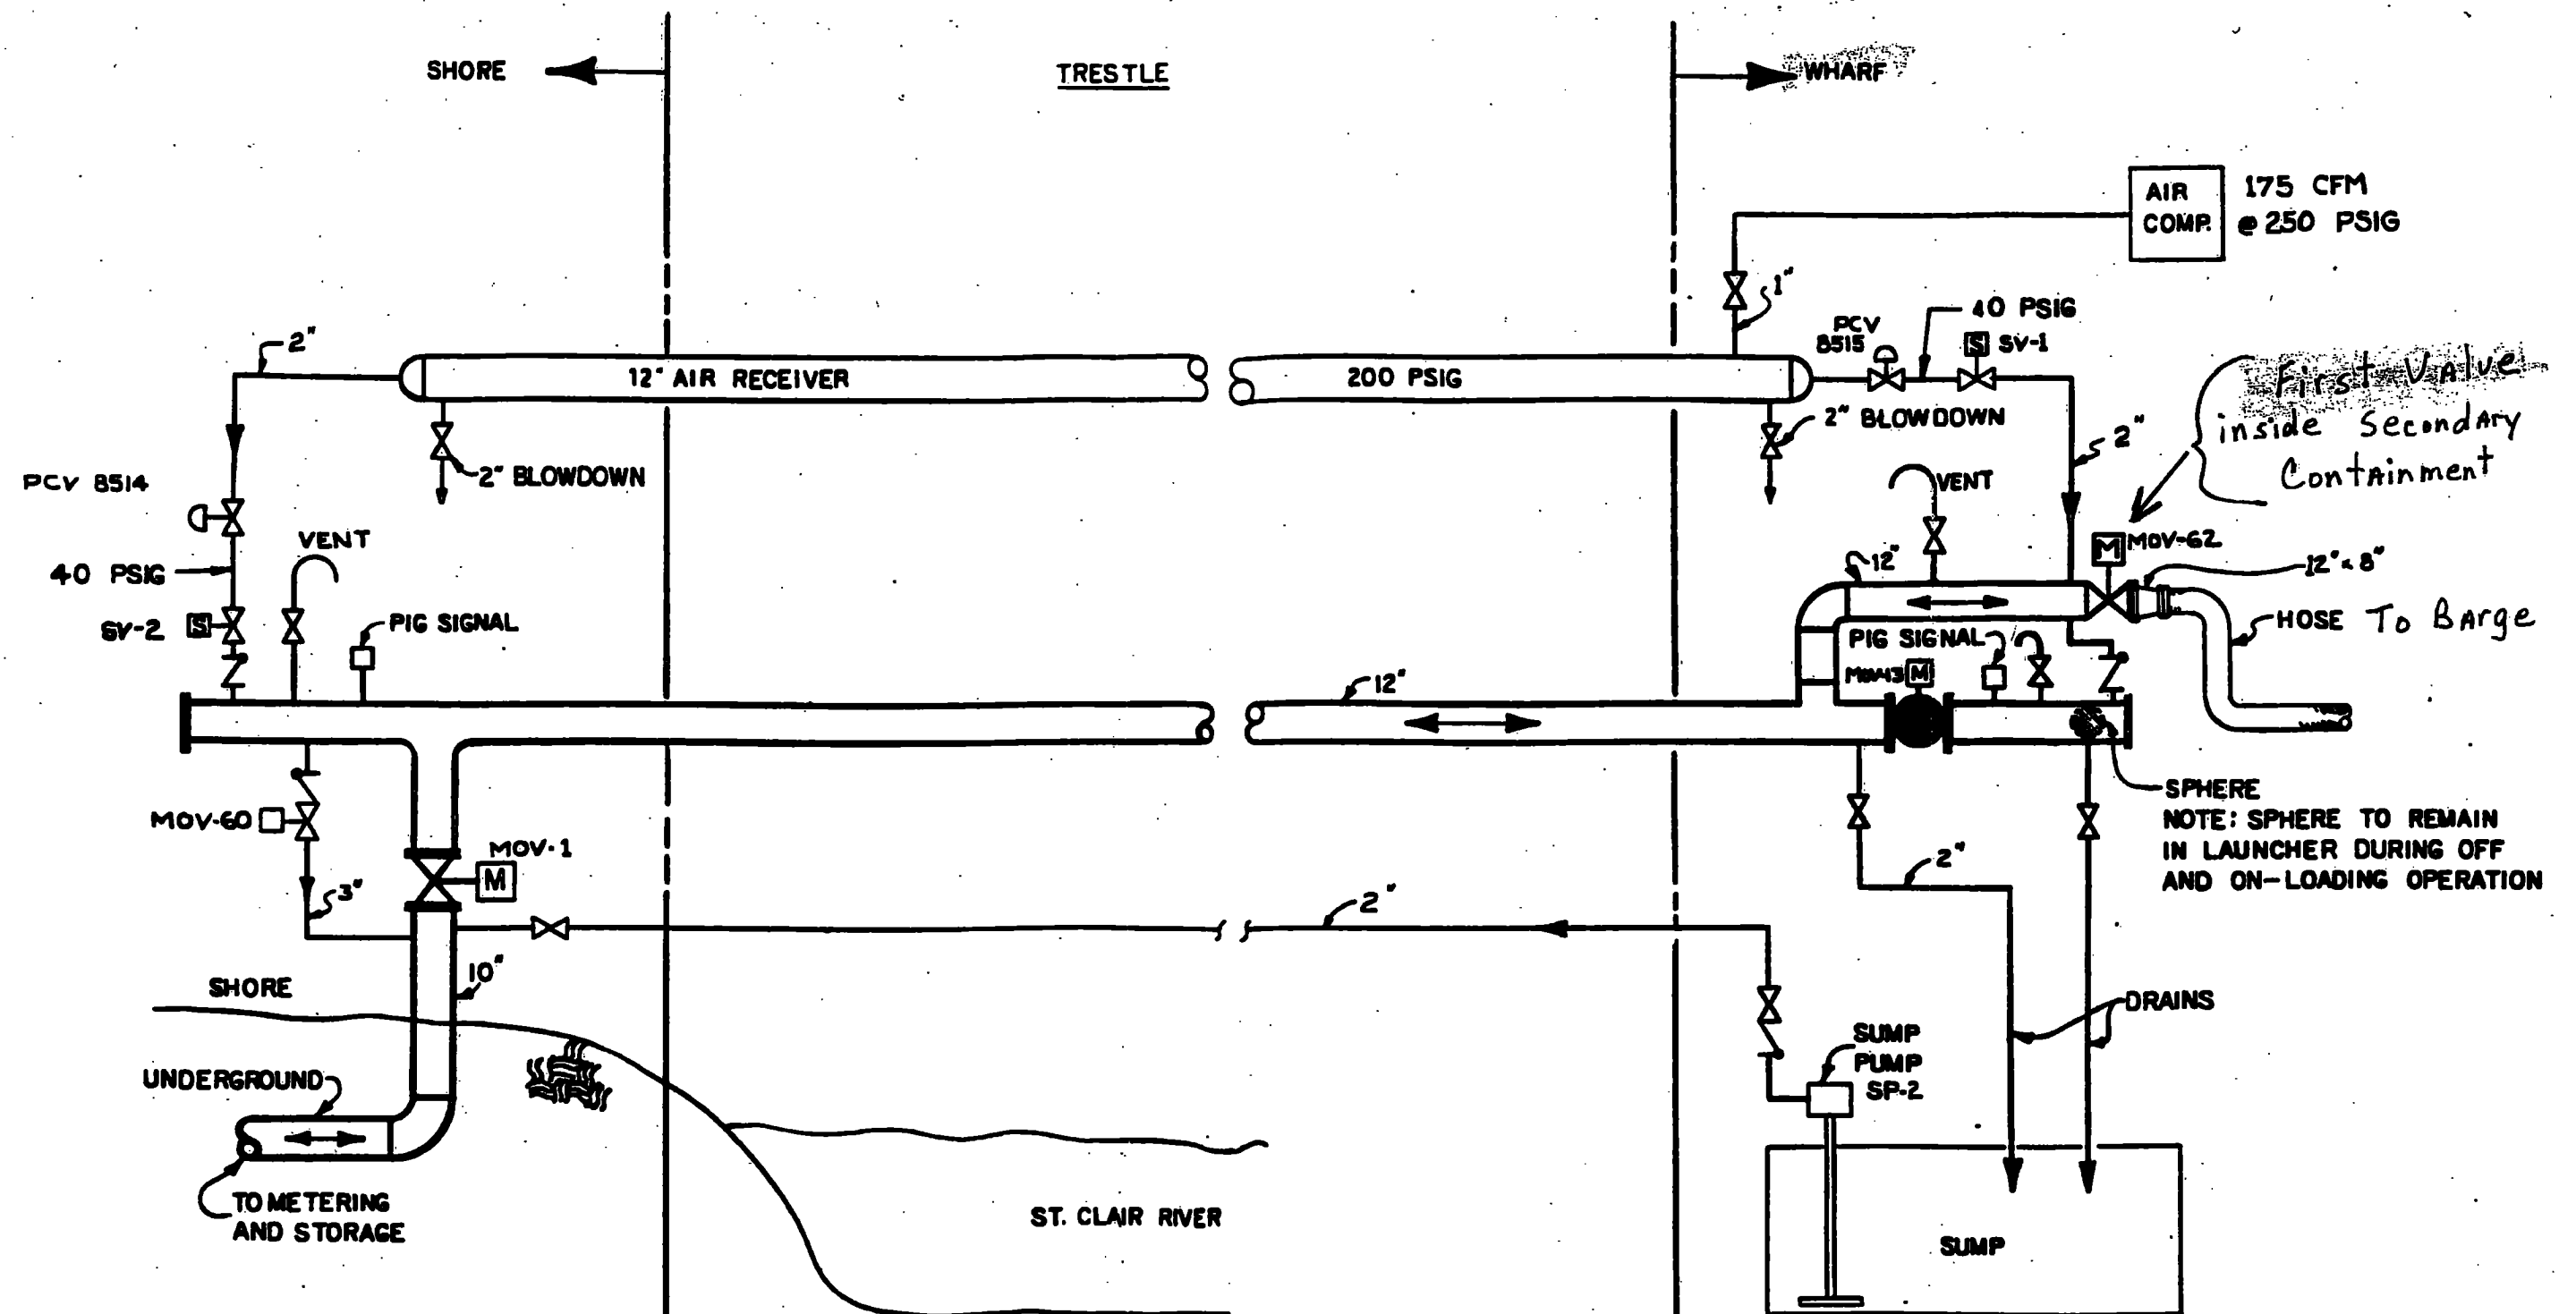 SHORE
TRESTLE
WHARF
AIR
COMP.
175 CFM
@ 250 PSIG
1"
40 PSIG
PCV
8515
S
SV-1
2"
12" AIR RECEIVER
200 PSIG
First Value
inside Secondary
Containment
2" BLOWDOWN
2"
2" BLOWDOWN
PCV 8514
VENT
VENT
M
MOV-62
12"
12"x 8"
40 PSIG
HOSE To Barge
SV-2
S
PIG SIGNAL
PIG SIGNAL
M
12"
SPHERE
NOTE: SPHERE TO REMAIN
IN LAUNCHER DURING OFF
AND ON-LOADING OPERATION
MOV-60
MOV-1
M
2"
3"
2"
10"
SHORE
DRAINS
SUMP
PUMP
SP-2
UNDERGROUND
TO METERING
AND STORAGE
ST. CLAIR RIVER
SUMP